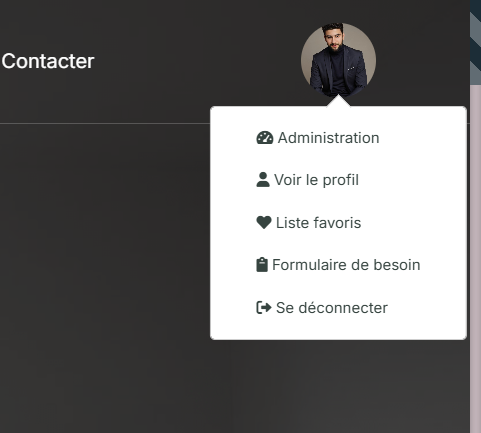 Contacter
Administration
Voir le profil
Liste favoris
Formulaire de besoin
Se déconnecter